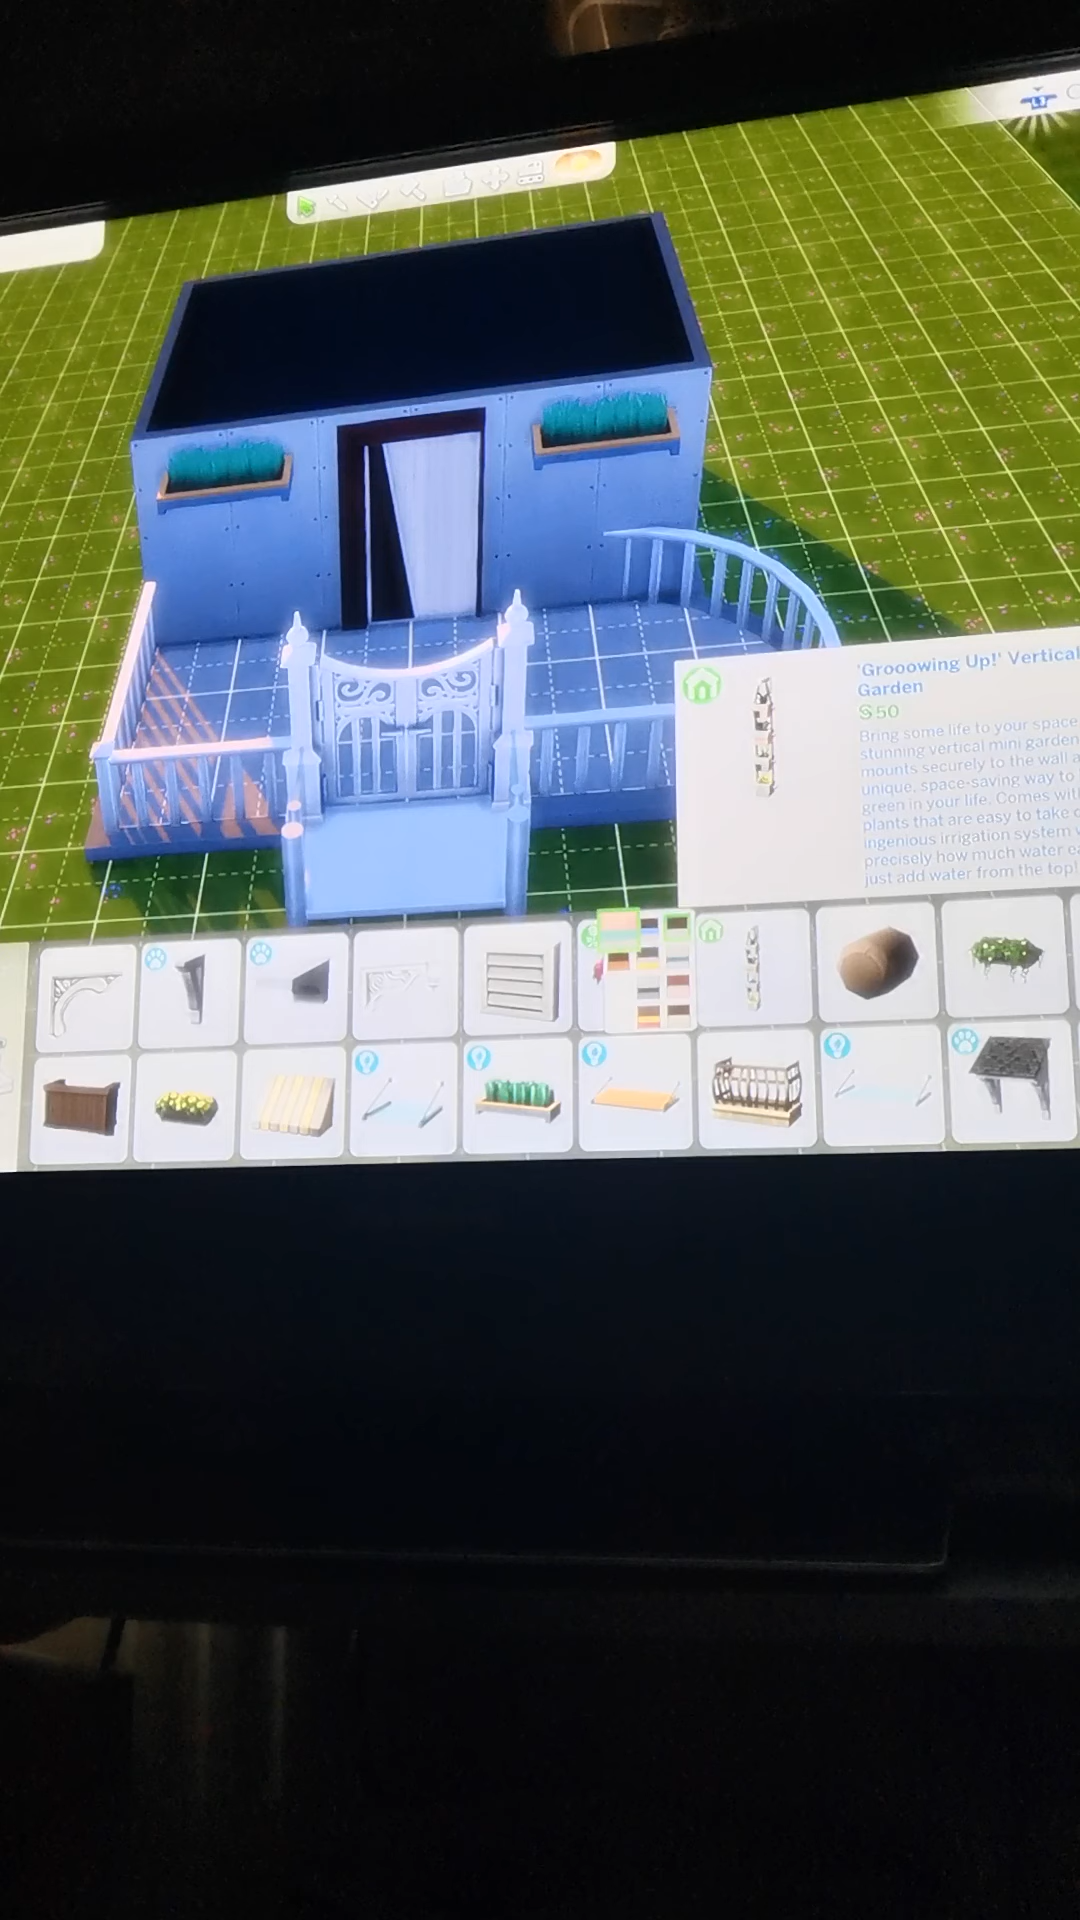 'Grooowing Up!' Vertical
Garden
§50
Bring some life to your space
stunning vertical mini garden
mounts securely to the wall a
unique, space-saving way to
green in your life. Comes wit
plants that are easy to take c
ingenious irrigation system
precisely how much water ea
just add water from the top!